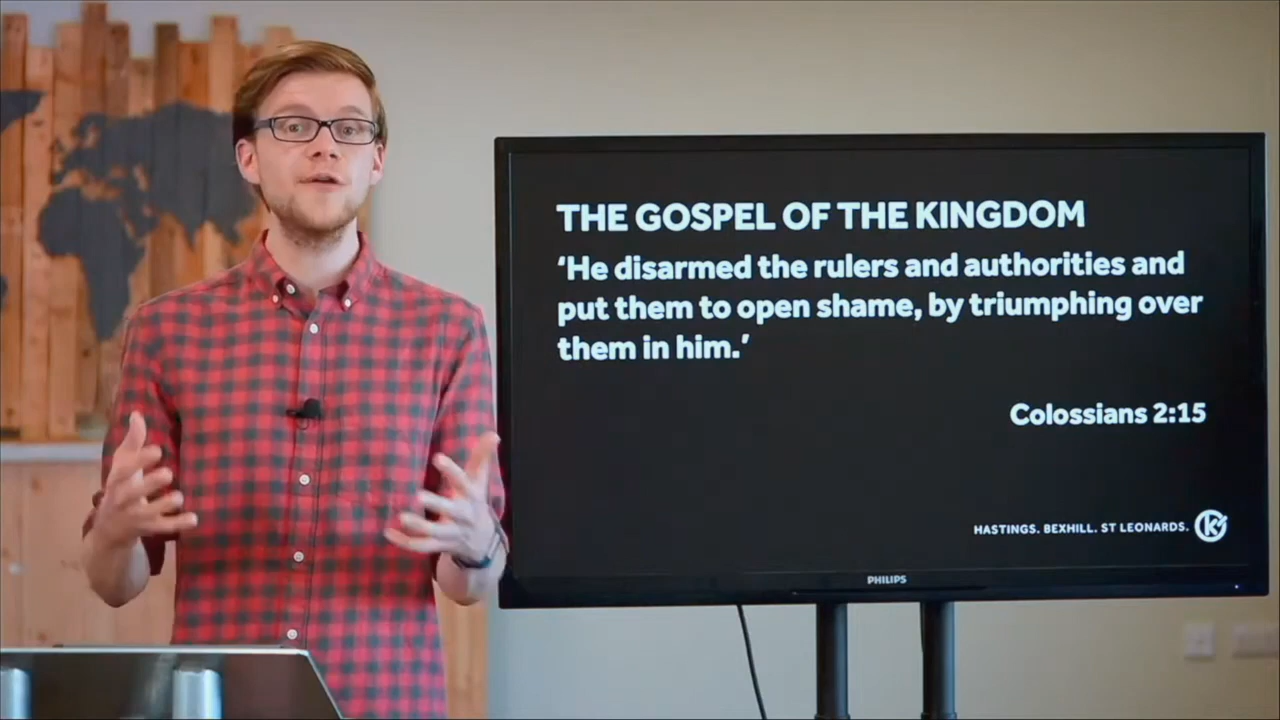 THE GOSPEL OF THE KINGDOM
‘He disarmed the rulers and authorities and
put them to open shame, by triumphing over
them in him.’
Colossians 2:15
HASTINGS. BEXHILL. ST LEONARDS. K
PHILIPS